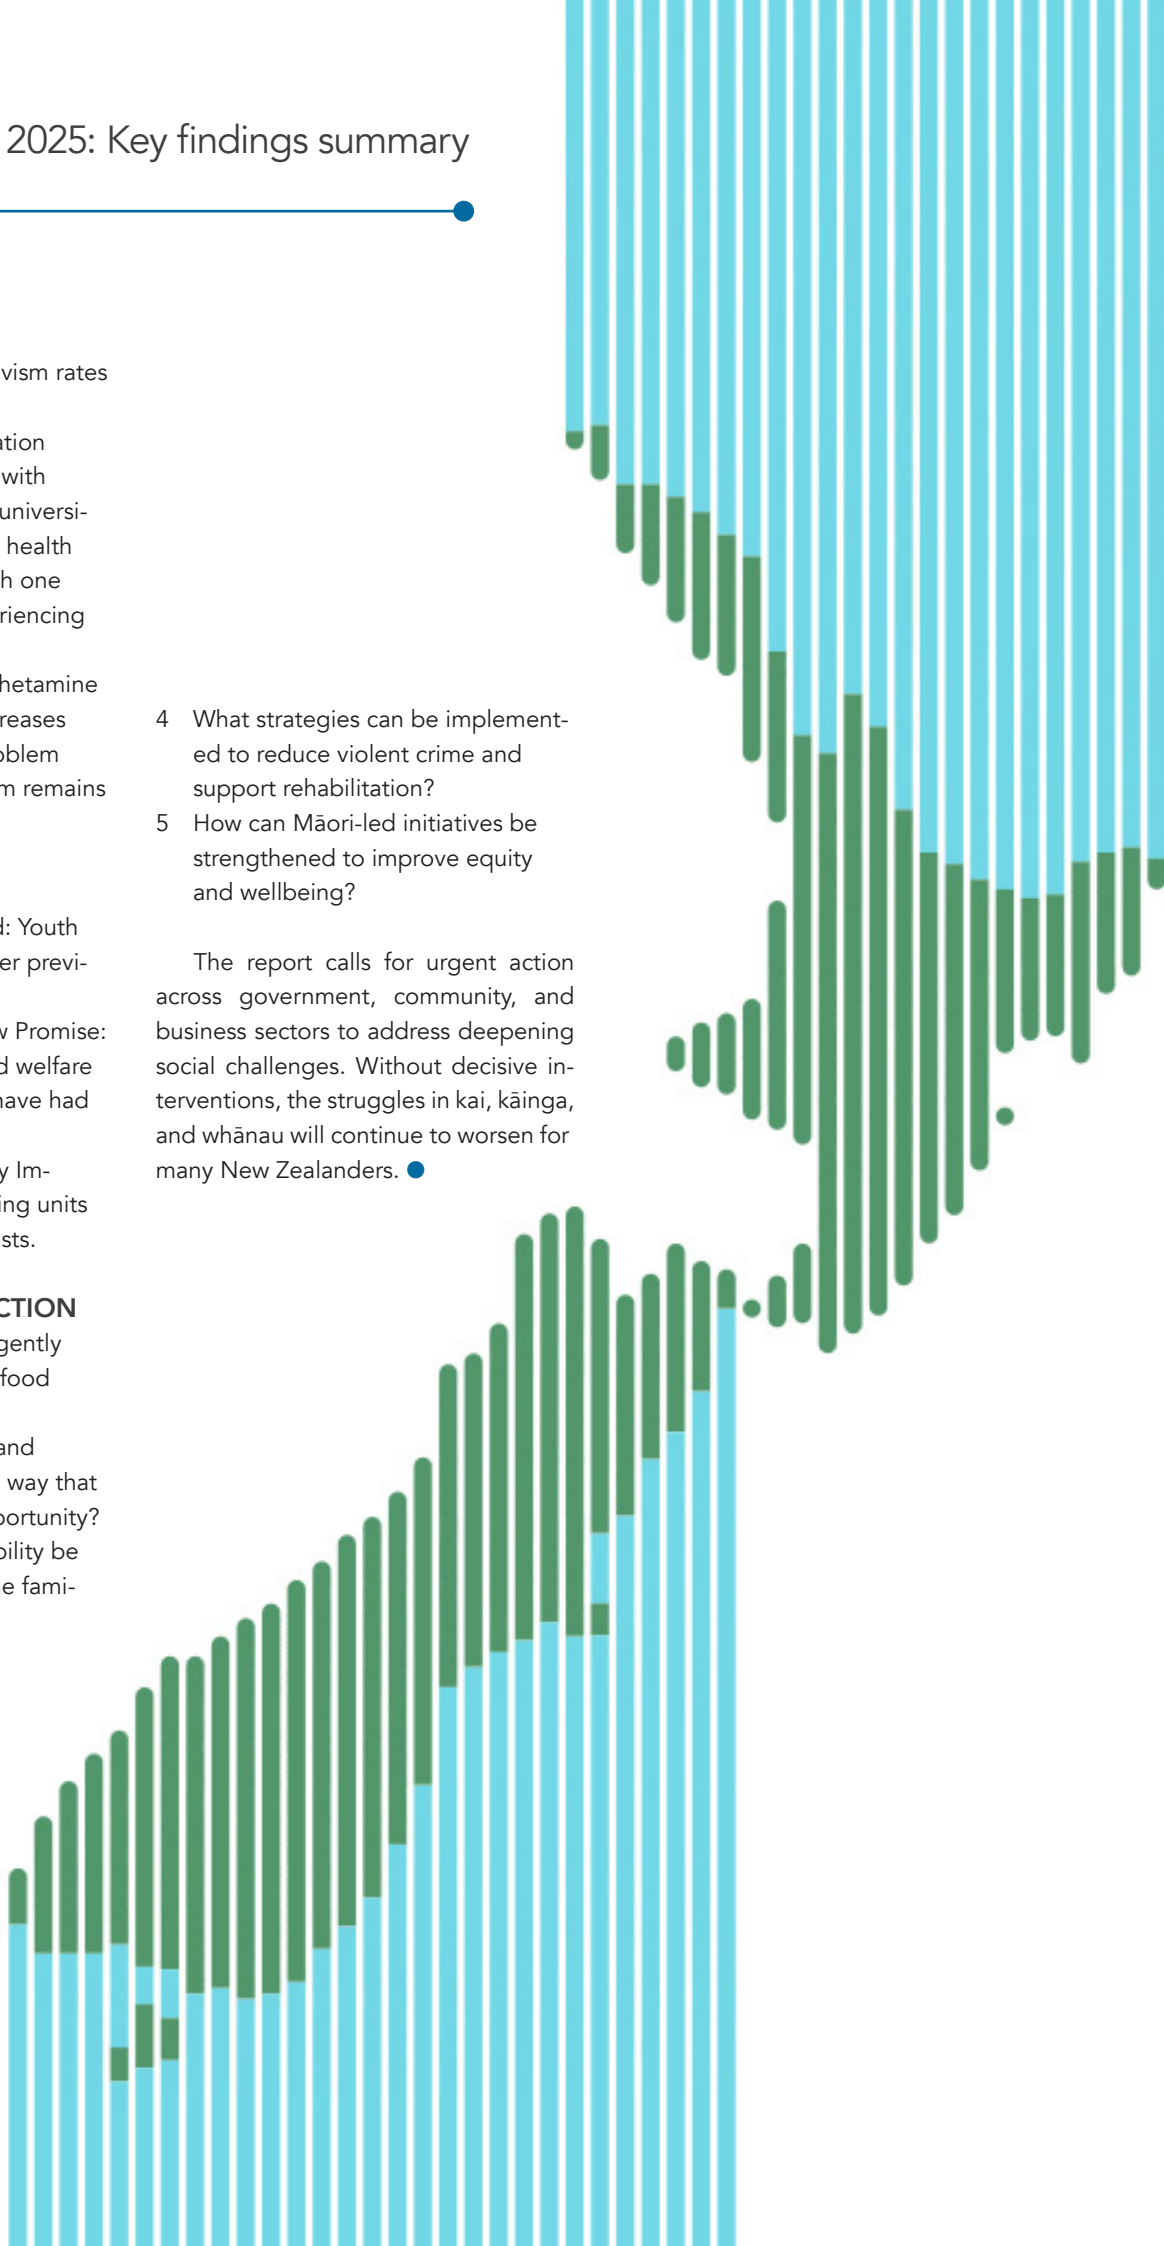 2025: Key findings summary
vism rates
ation
with
universi-
health
h one
riencing
hetamine
reases
oblem
m remains
d: Youth
er previ-
w Promise:
d welfare
have had
y Im-
ing units
sts.
CTION
gently
food
and
way that
portunity?
bility be
e fami-
4 What strategies can be implement-
ed to reduce violent crime and
support rehabilitation?
5 How can Māori-led initiatives be
strengthened to improve equity
and wellbeing?
The report calls for urgent action
across government, community, and
business sectors to address deepening
social challenges. Without decisive in-
terventions, the struggles in kai, kāinga,
and whānau will continue to worsen for
many New Zealanders.